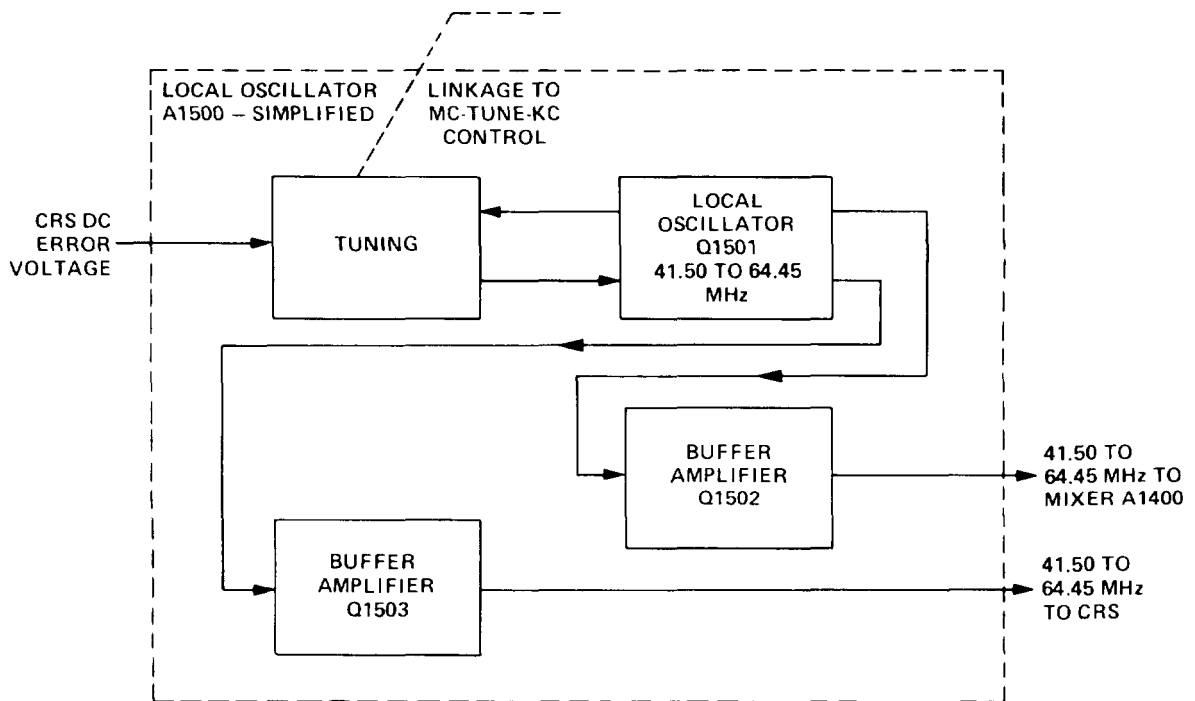 LOCAL OSCILLATOR
A1500 – SIMPLIFIED
LINKAGE TO
MC-TUNE-KC
CONTROL
CRS DC
ERROR
VOLTAGE
TUNING
LOCAL
OSCILLATOR
Q1501
41.50 TO 64.45
MHz
BUFFER
AMPLIFIER
Q1502
41.50 TO
64.45 MHz TO
MIXER A1400
BUFFER
AMPLIFIER
Q1503
41.50 TO
64.45 MHz
TO CRS